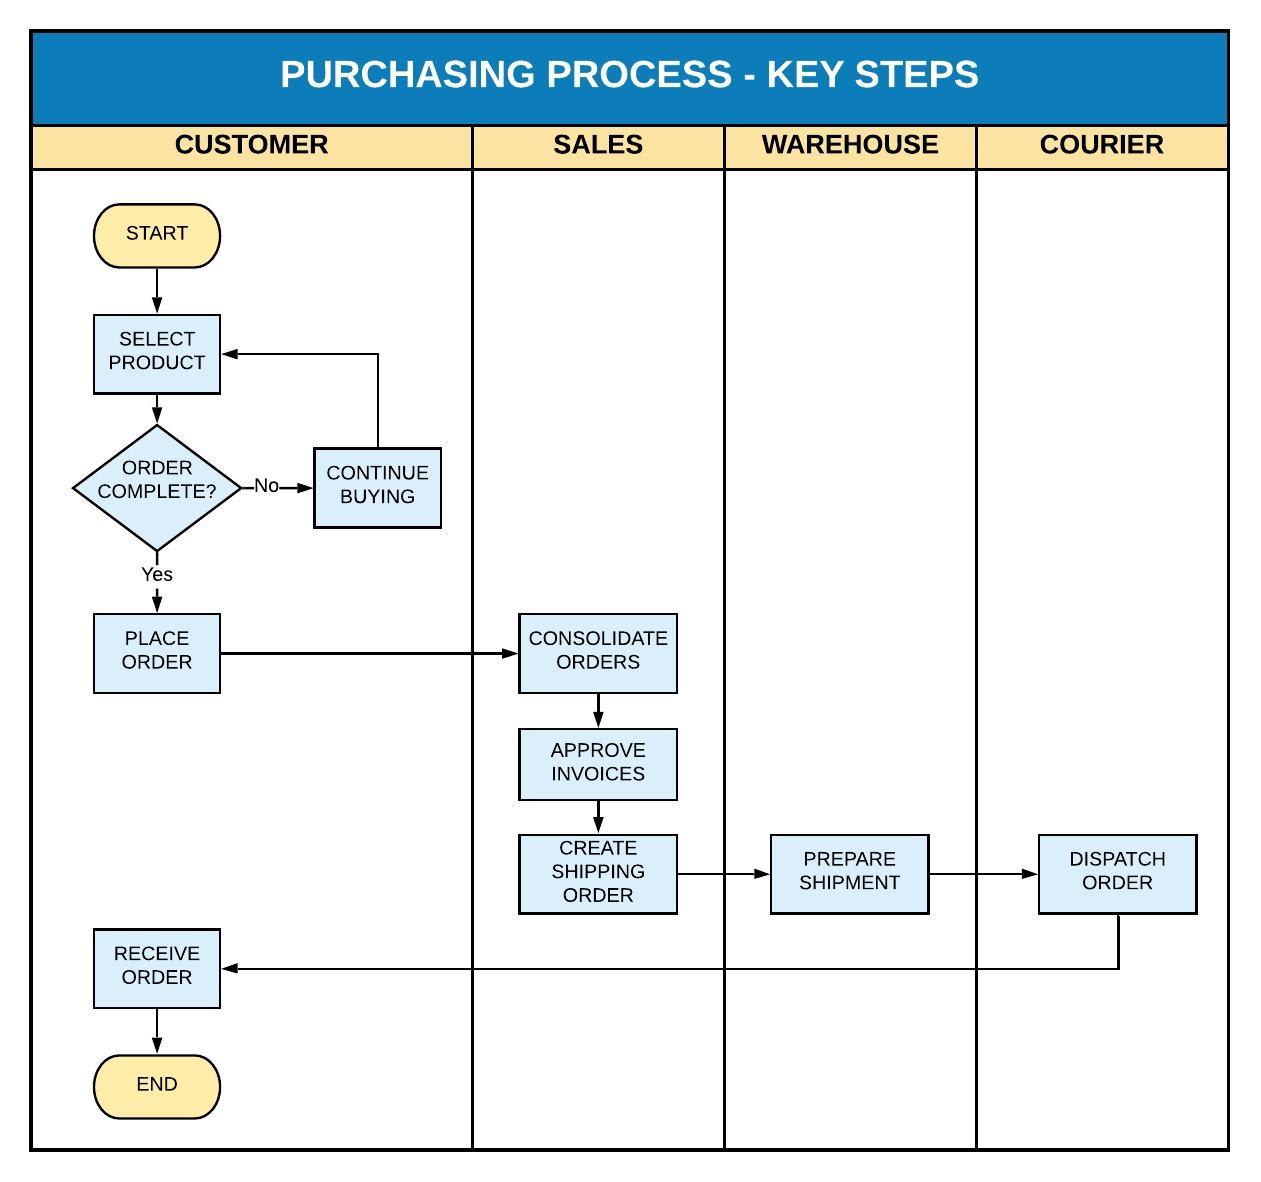 PURCHASING PROCESS - KEY STEPS
CUSTOMER
SALES
WAREHOUSE
COURIER
START
SELECT
PRODUCT
ORDER
COMPLETE?
No
CONTINUE
BUYING
Yes
PLACE
ORDER
CONSOLIDATE
ORDERS
APPROVE
INVOICES
CREATE
SHIPPING
ORDER
PREPARE
SHIPMENT
DISPATCH
ORDER
RECEIVE
ORDER
END